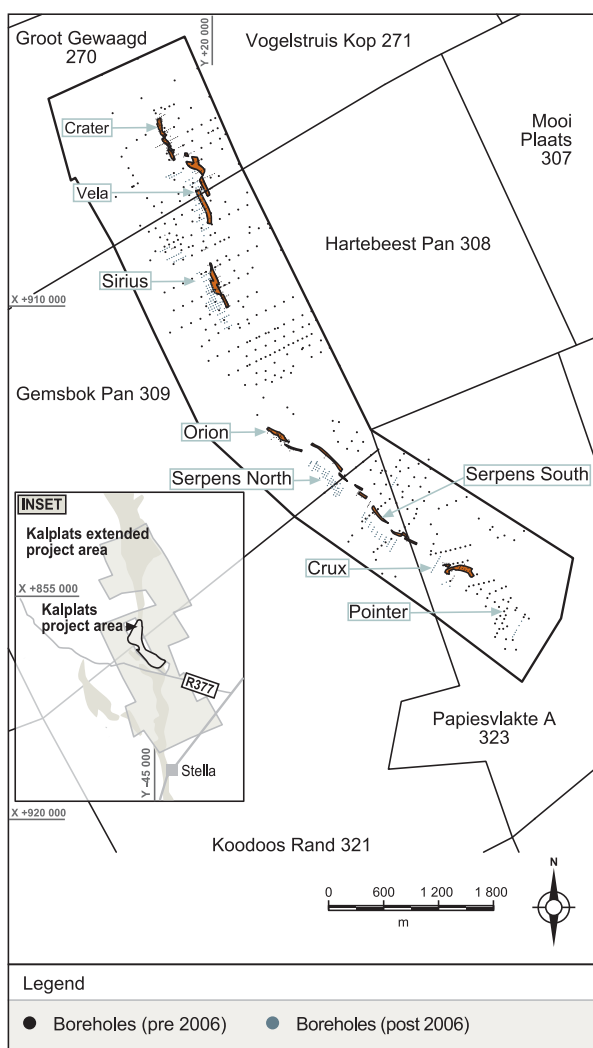 Groot Gewaagd
270
Y +20 000
Vogelstruis Kop 271
Crater
Mooi
Plaats
307
Vela
Hartebeest Pan 308
Sirius
X +910 000
Gemsbok Pan 309
Orion
Serpens North
Serpens South
INSET
Kalplats extended
project area
X +855 000
Kalplats
project area
R377
Y -45 000
Stella
Crux
Pointer
Papiesvlakte A
323
X +920 000
Koodoos Rand 321
N
0 600 1 200 1 800
m
Legend
Boreholes (pre 2006) Boreholes (post 2006)